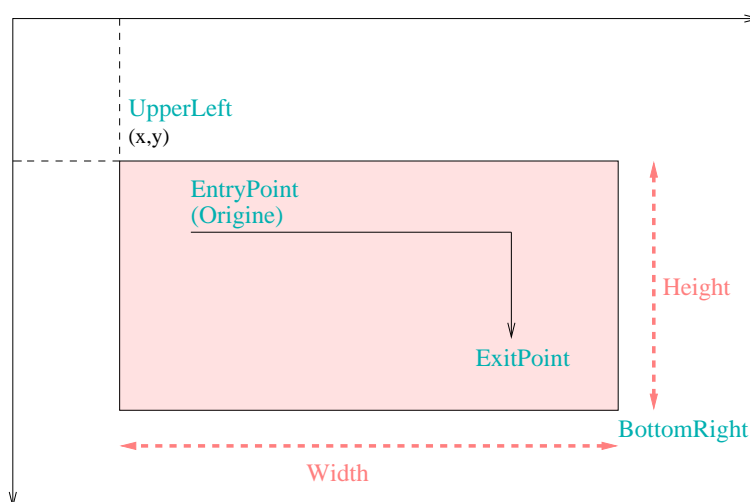 UpperLeft
(x,y)
EntryPoint
(Origine)
Height
ExitPoint
BottomRight
Width